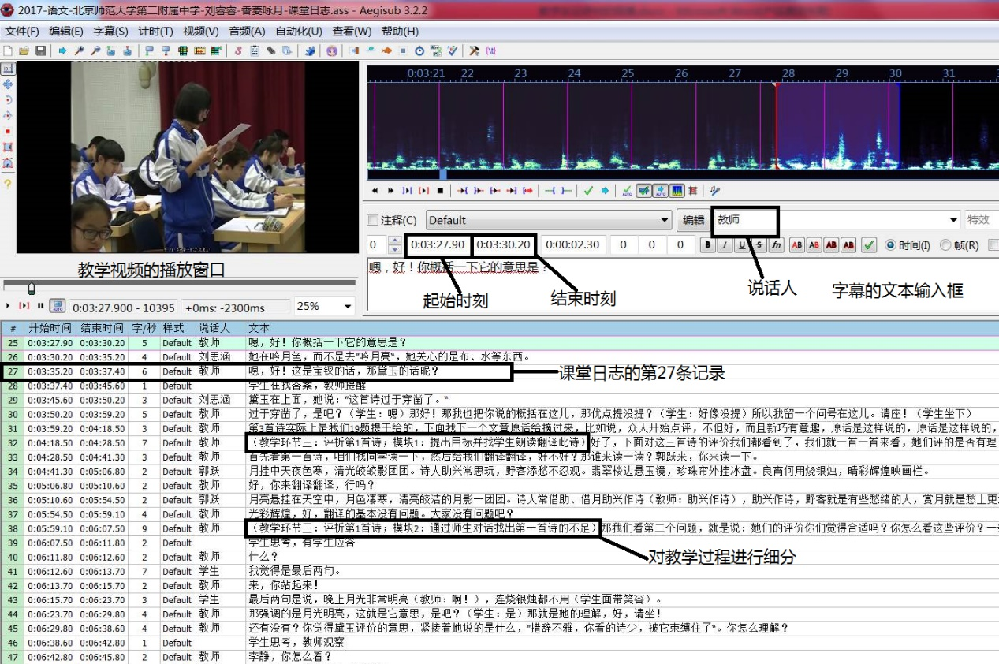 2017-语文-北京师范大学第二附属中学-刘睿睿-香菱咏月-课堂日志.ass - Aegisub 3.2.2
文件(F) 编辑(E) 字幕(S) 计时(T) 视频(V) 音频(A) 自动化(U) 查看(W) 帮助(H)
0:03:21 22 23 24 25 26 27 28 29 30 31
注释(C) Default 编辑 教师 特效
0 0:03:27.90 0:03:30.20 0:00:02.30 0 0 0 B I U S fn AB AB AB AB 时间(I) 帧(R)
嗯，好！你概括一下它的意思是？
教学视频的播放窗口
起始时刻 结束时刻 说话人 字幕的文本输入框
0:03:27.900 - 10395 +0ms: -2300ms 25%
# 开始时间 结束时间 字/秒 样式 说话人 文本
25 0:03:27.90 0:03:30.20 5 Default 教师 嗯，好！你概括一下它的意思是？
26 0:03:30.20 0:03:35.20 4 Default 刘思涵 她在吟月色，而不是去"吟月亮"，她关心的是布、水等东西。
27 0:03:35.20 0:03:37.40 6 Default 教师 嗯，好！这是宝钗的话，那黛玉的话呢？
课堂日志的第27条记录
28 0:03:37.40 0:03:45.60 1 Default 学生在找答案，教师提醒
29 0:03:45.60 0:03:50.20 3 Default 刘思涵 黛玉在上面，她说："这首诗过于穿凿了。"
30 0:03:50.20 0:03:59.20 5 Default 教师 过于穿凿了，是吧？（学生：嗯）那好！那我也把你说的概括在这儿，那优点提没提？（学生：好像没提）所以我留一个问号在这儿。请座！（学生坐下）
31 0:03:59.20 0:04:18.50 3 Default 教师 第3首诗实际上是我们19题提干给的，下面我下一个文章原话给摘过来，比如说，众人开始点评，不但好，而且新巧有意趣，原话是这样说的，原话是这样说的，
32 0:04:18.50 0:04:28.50 7 Default 教师 （教学环节三：评析第1首诗；模块1：提出目标并找学生朗读翻译此诗）好了，下面对这三首诗的评价我们都看到了，我们就一首一首来看，她们评的是否有理
33 0:04:28.50 0:04:41.30 3 Default 教师 首先看第一首诗，咱们找同学读一下，然后给我们翻译翻译，好不好？那谁来读一读？郭跃来，你来读一下。
34 0:04:41.30 0:05:06.80 2 Default 郭跃 月挂中天夜色寒，清光皎皎影团团。诗人助兴常思玩，野客添愁不忍观。翡翠楼边悬玉镜，珍珠帘外挂冰盘。良宵何用烧银烛，晴彩辉煌映画栏。
35 0:05:06.80 0:05:10.60 2 Default 教师 好，你来翻译翻译，行吗？
36 0:05:10.60 0:05:54.50 2 Default 郭跃 月亮悬挂在天空中，月色凄寒，清亮皎洁的月影一团团。诗人常借助、借月助兴作诗（教师：助兴作诗），助兴作诗，野客就是有些愁绪的人，赏月就是愁上更
37 0:05:54.50 0:05:59.10 4 Default 教师 光彩辉煌，好，翻译的基本没有问题。大家没有问题吧？
38 0:05:59.10 0:06:07.50 9 Default 教师 （教学环节三：评析第1首诗；模块2：通过师生对话找出第一首诗的不足）那我们看第二个问题，就是说：她们的评价你们觉得合适吗？你怎么看这些评价？一
39 0:06:07.50 0:06:11.80 2 Default 学生思考，有学生应答
40 0:06:11.80 0:06:12.60 2 Default 教师 什么？
对教学过程进行细分
41 0:06:12.60 0:06:13.70 7 Default 学生 我觉得是最后两句。
42 0:06:13.70 0:06:15.70 2 Default 教师 来，你站起来！
43 0:06:15.70 0:06:23.70 3 Default 学生 最后两句是说，晚上月光非常明亮（教师：啊！），连烧银烛都不用（学生面带笑容）。
44 0:06:23.70 0:06:29.80 4 Default 教师 那强调的是月光明亮，这就是它意思，是吧？（学生：是）那就是她的理解，好，请坐！
45 0:06:29.80 0:06:38.60 4 Default 教师 还有没有？你觉得黛玉评价的意思，紧接着她说的是什么，"措辞不雅，你看的诗少，被它束缚住了"。你怎么理解？
46 0:06:38.60 0:06:42.80 1 Default 学生思考，教师观察
47 0:06:42.80 0:06:45.80 2 Default 教师 李静，你怎么看？